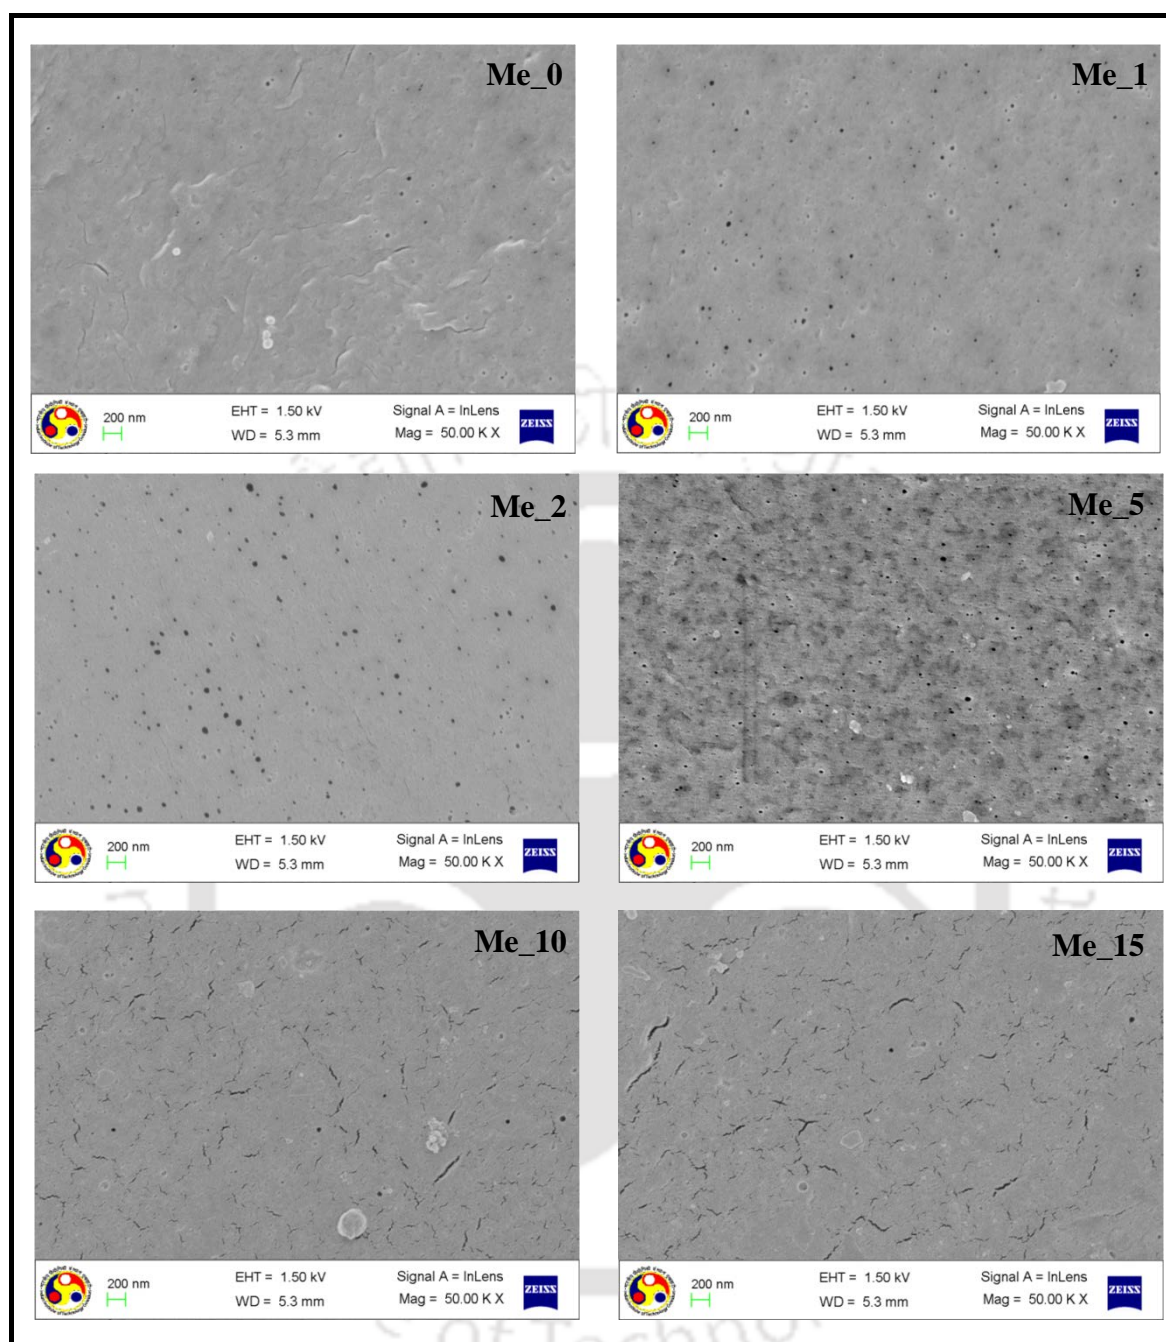 Me_0
200 nm
EHT = 1.50 kV
WD = 5.3 mm
Signal A = InLens
Mag = 50.00 K X
ZEISS
Me_1
200 nm
EHT = 1.50 kV
WD = 5.3 mm
Signal A = InLens
Mag = 50.00 K X
ZEISS
Me_2
200 nm
EHT = 1.50 kV
WD = 5.3 mm
Signal A = InLens
Mag = 50.00 K X
ZEISS
Me_5
200 nm
EHT = 1.50 kV
WD = 5.3 mm
Signal A = InLens
Mag = 50.00 K X
ZEISS
Me_10
200 nm
EHT = 1.50 kV
WD = 5.3 mm
Signal A = InLens
Mag = 50.00 K X
ZEISS
Me_15
200 nm
EHT = 1.50 kV
WD = 5.3 mm
Signal A = InLens
Mag = 50.00 K X
ZEISS
of Techno